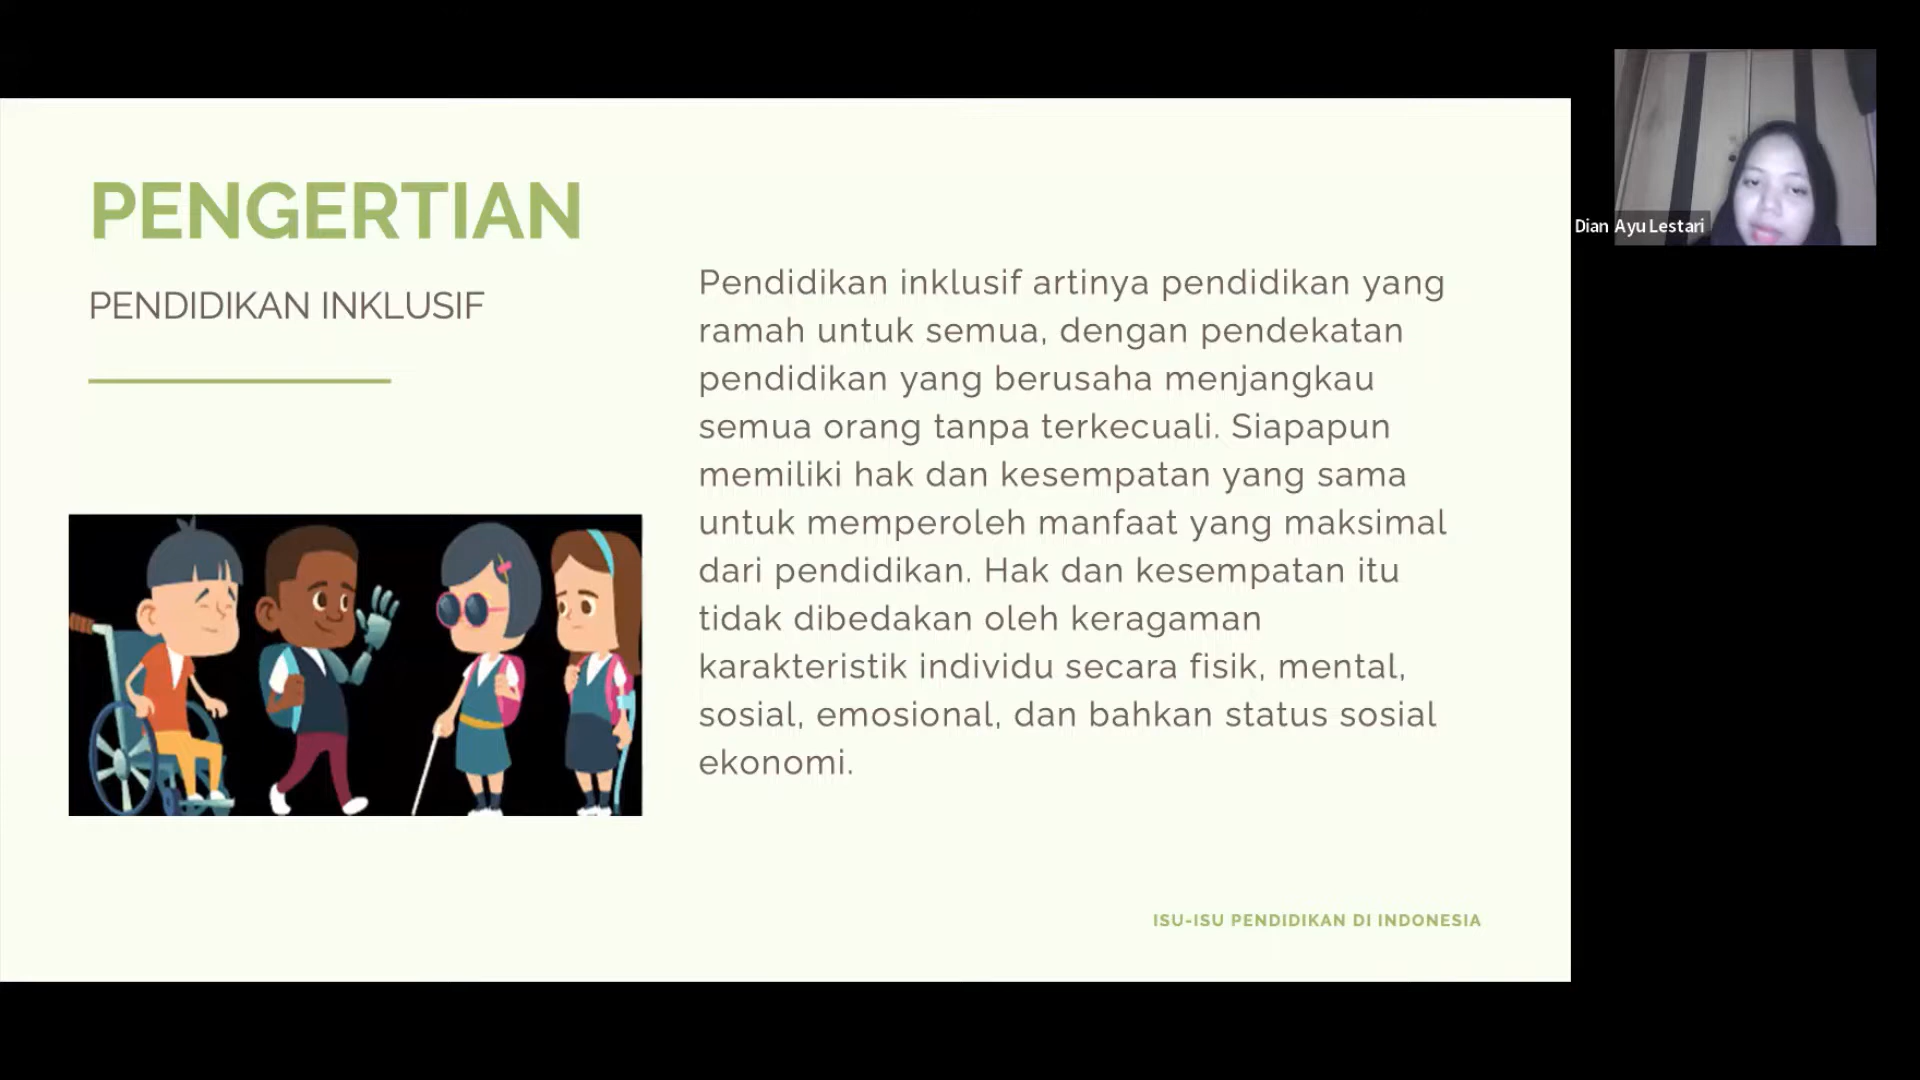 PENGERTIAN
PENDIDIKAN INKLUSIF
Pendidikan inklusif artinya pendidikan yang
ramah untuk semua, dengan pendekatan
pendidikan yang berusaha menjangkau
semua orang tanpa terkecuali. Siapapun
memiliki hak dan kesempatan yang sama
untuk memperoleh manfaat yang maksimal
dari pendidikan. Hak dan kesempatan itu
tidak dibedakan oleh keragaman
karakteristik individu secara fisik, mental,
sosial, emosional, dan bahkan status sosial
ekonomi.
ISU-ISU PENDIDIKAN DI INDONESIA
Dian Ayu Lestari